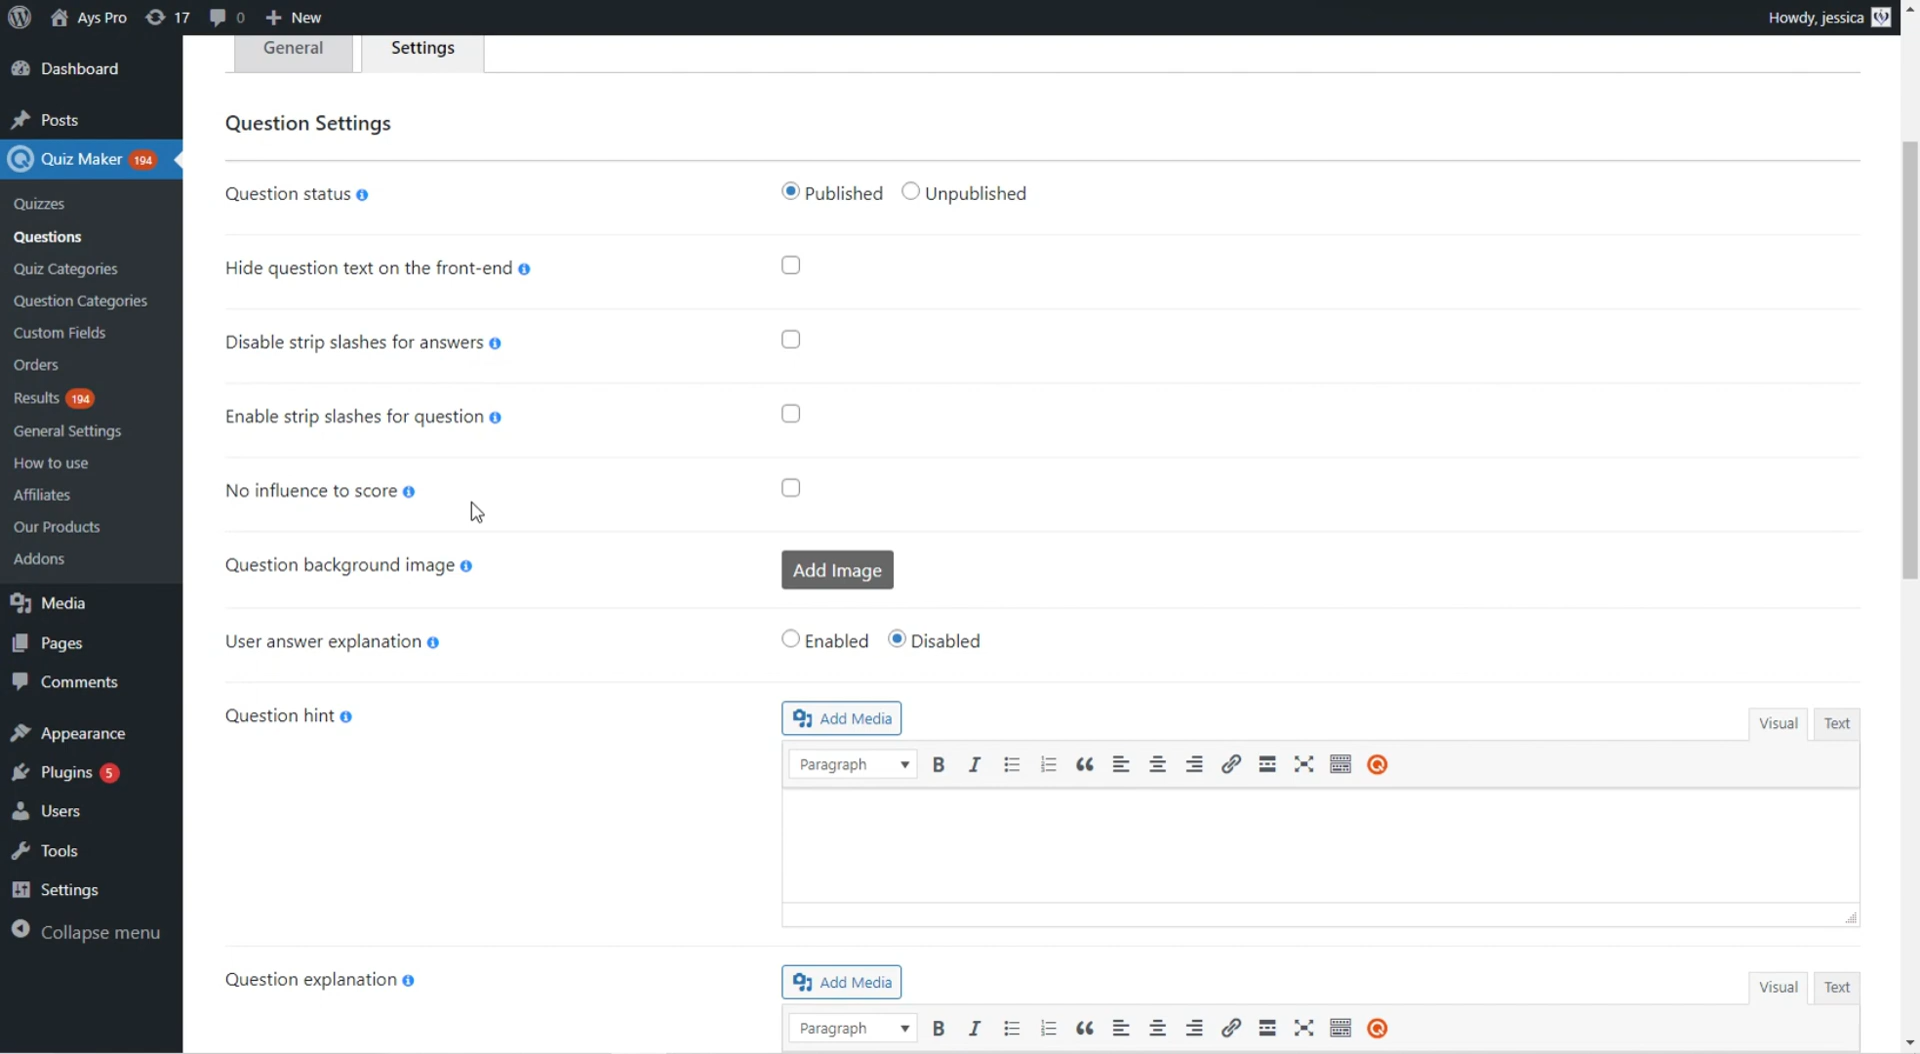 Ays Pro 17 0 New Howdy, jessica
General Settings
Dashboard
Posts
Quiz Maker 194
Quizzes
Questions
Quiz Categories
Question Categories
Custom Fields
Orders
Results 194
General Settings
How to use
Affiliates
Our Products
Addons
Media
Pages
Comments
Appearance
Plugins 5
Users
Tools
Settings
Collapse menu
Question Settings
Question status Published Unpublished
Hide question text on the front-end
Disable strip slashes for answers
Enable strip slashes for question
No influence to score
Question background image Add Image
User answer explanation Enabled Disabled
Question hint Add Media Visual Text
Paragraph B I
Question explanation Add Media Visual Text
Paragraph B I